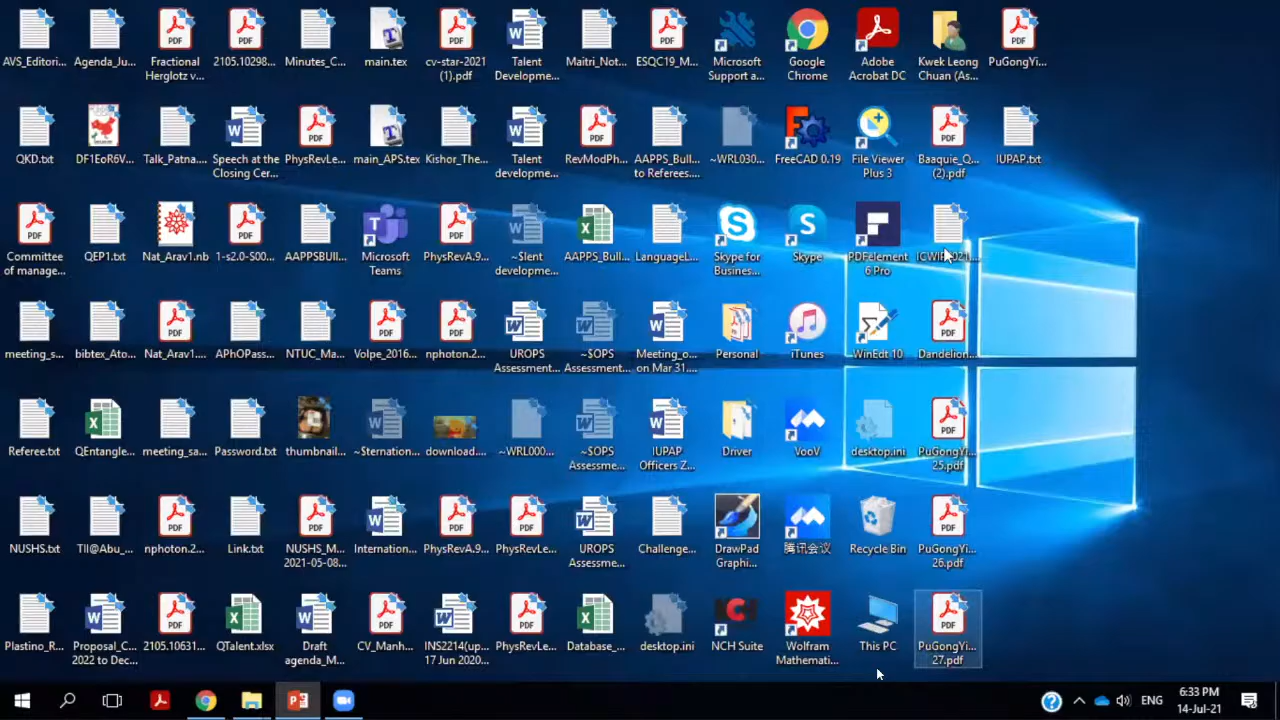 AVS_Editori...
Agenda_Ju...
Fractional
Herglotz v...
2105.10298...
Minutes_C...
main.tex
cv-star-2021
(1).pdf
Talent
Developme...
Maitri_Not...
ESQC19_M...
Microsoft
Support a...
Google
Chrome
Adobe
Acrobat DC
Kwek Leong
Chuan (As...
PuGongYi...
QKD.txt
DF1EoR6V...
Talk_Patna...
Speech at the
Closing Cer...
PhysRevLe...
main_APS.tex
Kishor_The...
Talent
developme...
RevModPh...
AAPPS_Bull...
to Referees....
~WRL030...
FreeCAD 0.19
File Viewer
Plus 3
Baaquie_Q...
(2).pdf
IUPAP.txt
Committee
of manage...
QEP1.txt
Nat_Arav1.nb
1-s2.0-S00...
AAPPSBUll...
Microsoft
Teams
PhysRevA.9...
~$lent
developme...
AAPPS_Bull...
LanguageL...
Skype for
Busines...
Skype
PDFelement
6 Pro
meeting_s...
bibtex_Ato...
Nat_Arav1....
APhOPass...
NTUC_Ma...
Volpe_2016...
nphoton.2...
UROPS
Assessment...
~$OPS
Assessment...
Meeting_o...
on Mar 31....
Personal
iTunes
WinEdt 10
Dandelion...
Referee.txt
QEntangle...
meeting_sa...
Password.txt
thumbnail...
~$ternation...
download....
~WRL000...
~$OPS
Assessme...
IUPAP
Officers Z...
Driver
VooV
desktop.ini
PuGongYi...
25.pdf
NUSHS.txt
TII@Abu_...
nphoton.2...
Link.txt
NUSHS_M...
2021-05-08...
Internation...
PhysRevA.9...
PhysRevLe...
UROPS
Assessme...
Challenge...
DrawPad
Graphi...
腾讯会议
Recycle Bin
PuGongYi...
26.pdf
Plastino_R...
Proposal_C...
2022 to Dec...
2105.10631...
QTalent.xlsx
Draft
agenda_M...
CV_Manh...
INS2214(up...
17 Jun 2020...
PhysRevLe...
Database_...
desktop.ini
NCH Suite
Wolfram
Mathemati...
This PC
PuGongYi...
27.pdf
ENG
6:33 PM
14-Jul-21